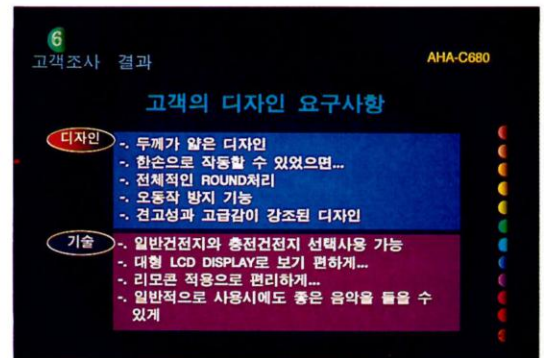 6
고객조사 결과
AHA-C680
고객의 디자인 요구사항
디자인
-. 두께가 얇은 디자인
-. 한손으로 작동할 수 있었으면...
-. 전체적인 ROUND처리
-. 오동작 방지 기능
-. 견고성과 고급감이 강조된 디자인
기술
-. 일반건전지와 충전건전지 선택사용 가능
-. 대형 LCD DISPLAY로 보기 편하게...
-. 리모콘 적용으로 편리하게...
-. 일반적으로 사용시에도 좋은 음악을 들을 수
있게